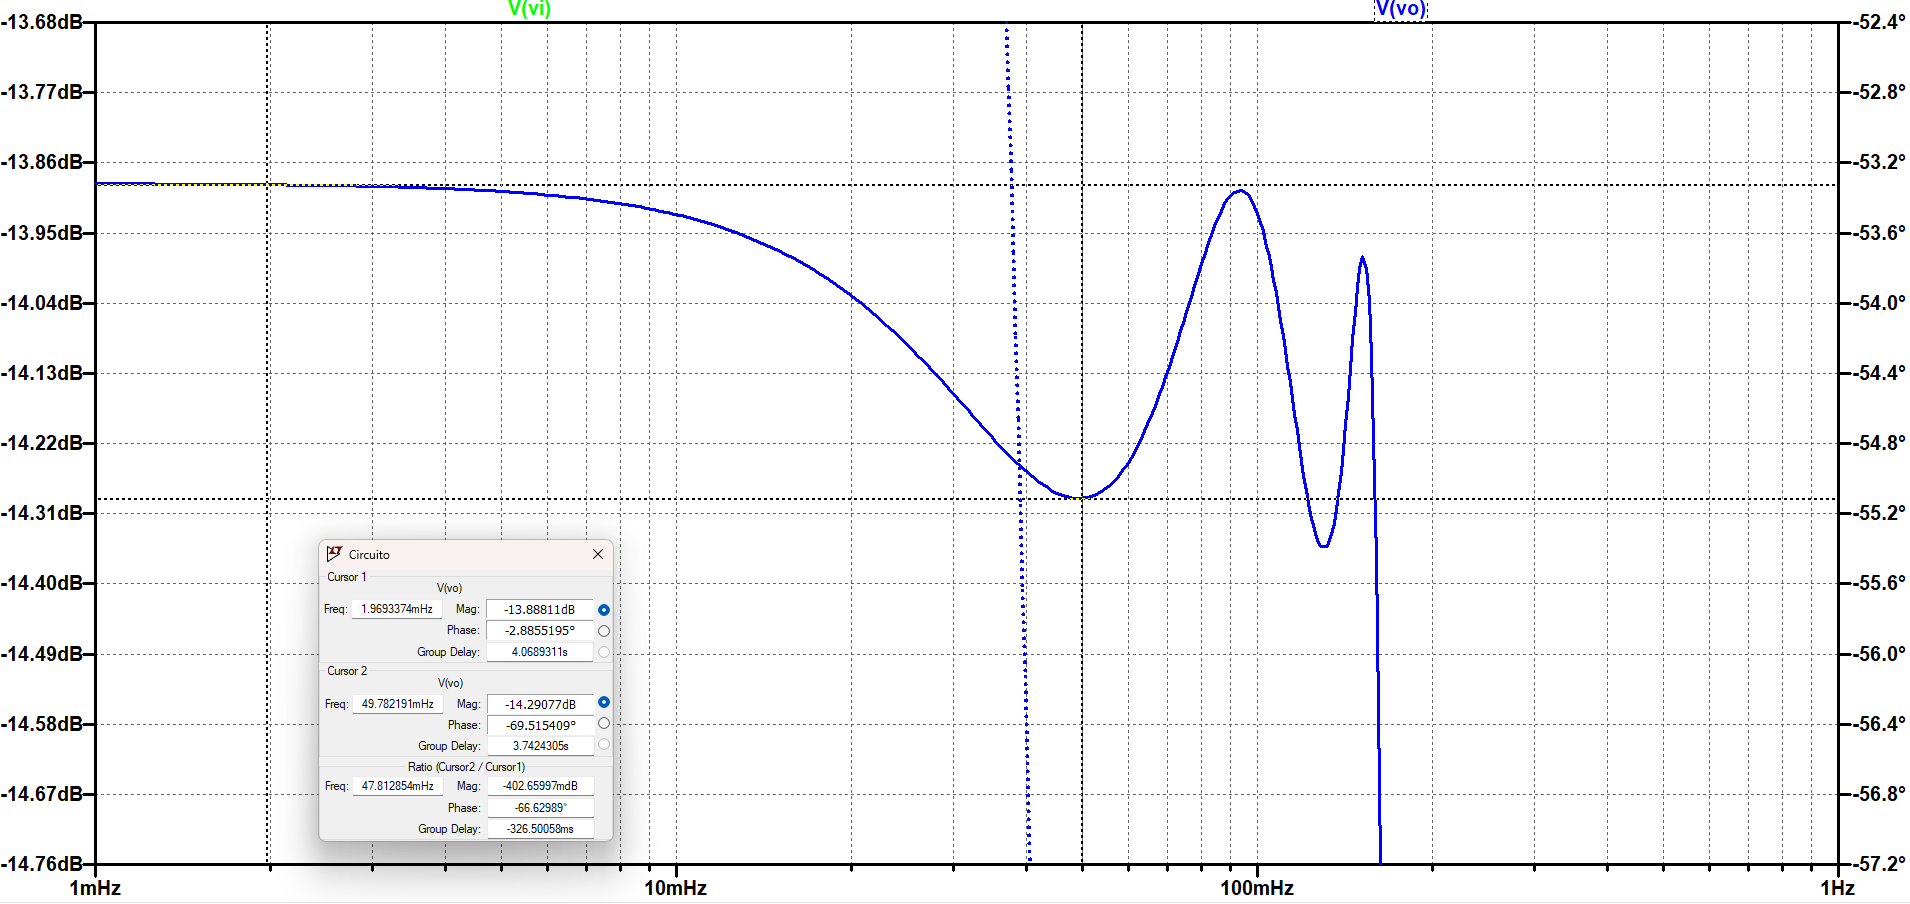 V(vi) V(vo)
-13.68dB -52.4°
-13.77dB -52.8°
-13.86dB -53.2°
-13.95dB -53.6°
-14.04dB -54.0°
-14.13dB -54.4°
-14.22dB -54.8°
-14.31dB -55.2°
-14.40dB -55.6°
-14.49dB -56.0°
-14.58dB -56.4°
-14.67dB -56.8°
-14.76dB -57.2°
1mHz 10mHz 100mHz 1Hz
Circuito
Cursor 1
V(vo)
Freq: 1.9693374mHz Mag: -13.88811dB
Phase: -2.8855195°
Group Delay: 4.0689311s
Cursor 2
V(vo)
Freq: 49.782191mHz Mag: -14.29077dB
Phase: -69.515409°
Group Delay: 3.7424305s
Ratio (Cursor2 / Cursor1)
Freq: 47.812854mHz Mag: -402.65997mdB
Phase: -66.62989°
Group Delay: -326.50058ms